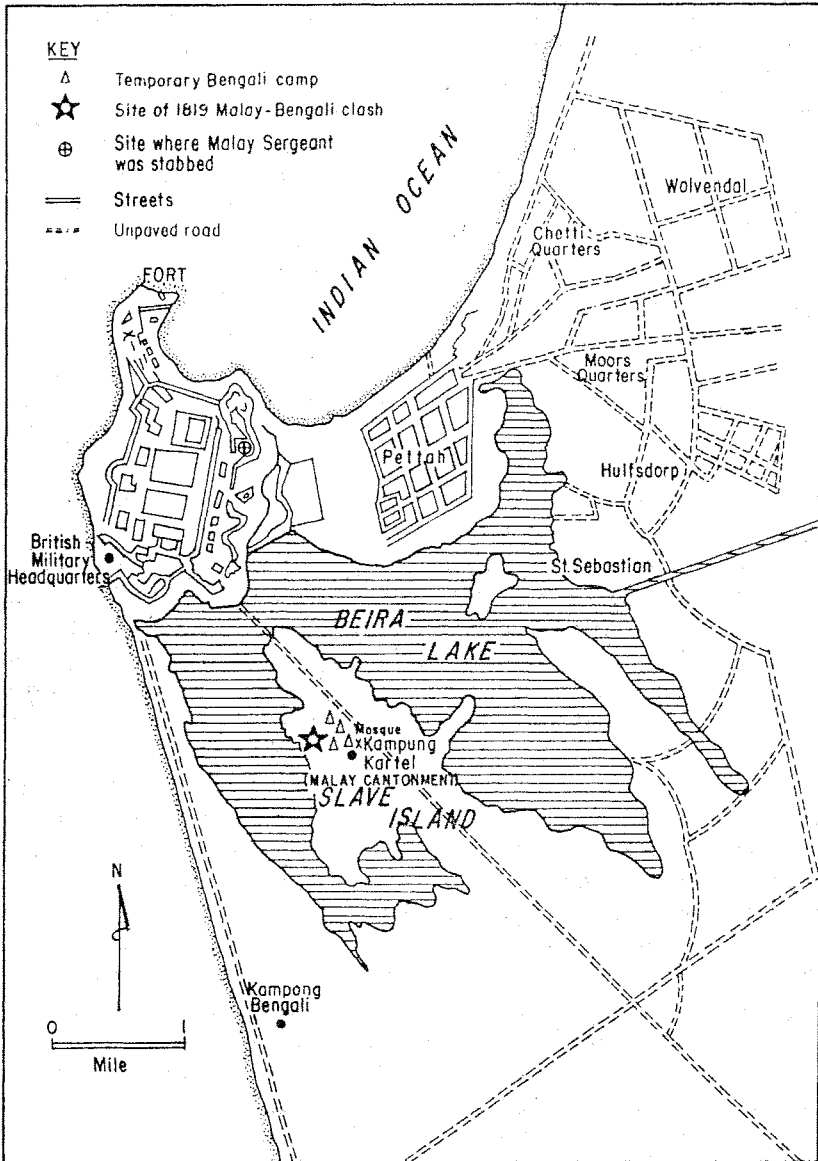 KEY
Temporary Bengali camp
Site of 1819 Malay-Bengali clash
Site where Malay Sergeant
was stabbed
Streets
Unpaved road
FORT
INDIAN OCEAN
Wolvendal
Chetti
Quarters
Moors
Quarters
Pettah
Hulfsdorp
British
Military
Headquarters
St. Sebastian
BEIRA
LAKE
Mosque
x Kampung
Kartel
(MALAY CANTONMENT)
SLAVE
ISLAND
N
Kampong
Bengali
0 1
Mile